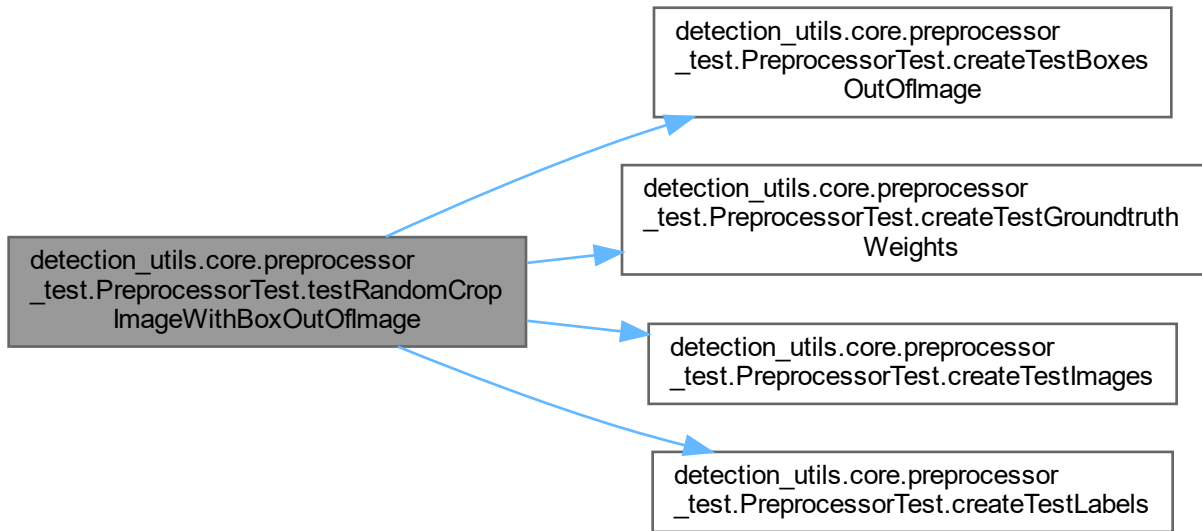 detection_utils.core.preprocessor
_test.PreprocessorTest.testRandomCrop
ImageWithBoxOutOfImage
detection_utils.core.preprocessor
_test.PreprocessorTest.createTestBoxes
OutOfImage
detection_utils.core.preprocessor
_test.PreprocessorTest.createTestGroundtruth
Weights
detection_utils.core.preprocessor
_test.PreprocessorTest.createTestImages
detection_utils.core.preprocessor
_test.PreprocessorTest.createTestLabels